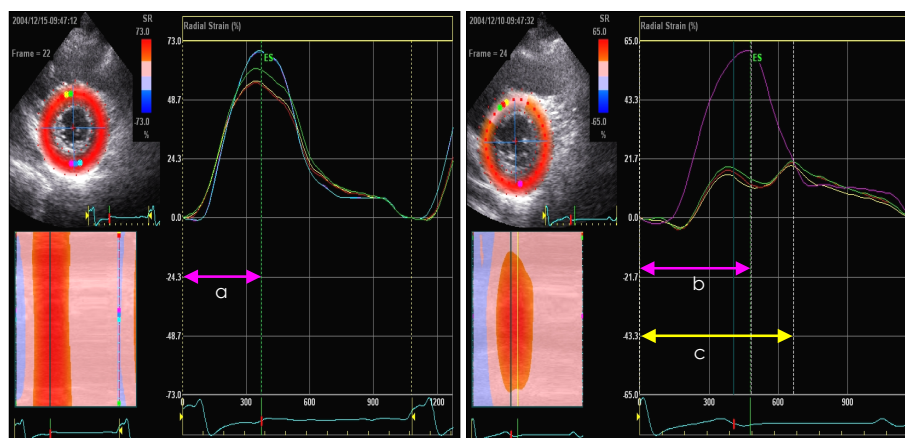 2004/12/15-09:47:12
SR
73.0
Frame = 22
-73.0
%
Radial Strain (%)
73.0
ES
48.7
24.3
0.0
-24.3
a
-48.7
-73.0
0
300
600
900
1200
2004/12/10-09:47:32
SR
65.0
Frame = 24
-65.0
%
Radial Strain (%)
65.0
ES
43.3
21.7
0.0
-21.7
b
-43.3
c
-65.0
0
300
600
900